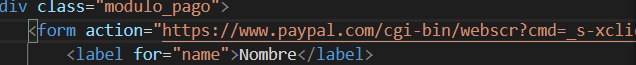 div class="modulo_pago">
<form action="https://www.paypal.com/cgi-bin/webscr?cmd=_s-xclic
<label for="name">Nombre</label>